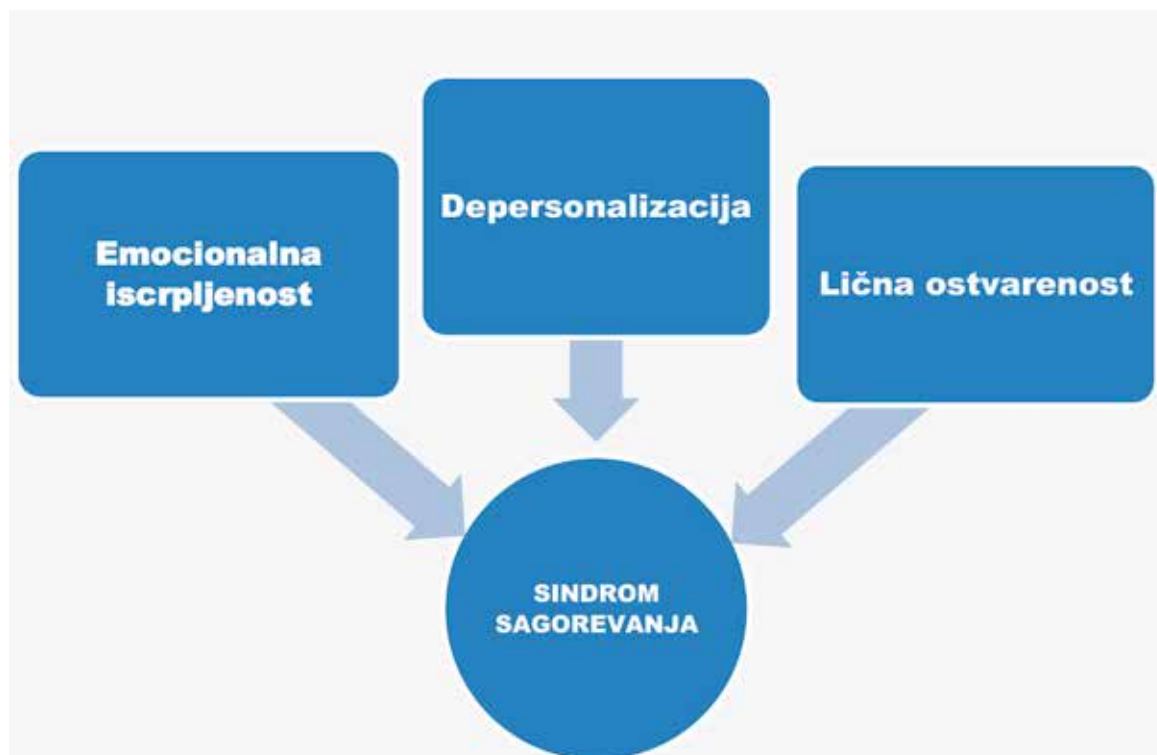 Emocionalna
iscrpljenost
Depersonalizacija
Lična ostvarenost
SINDROM
SAGOREVANJA